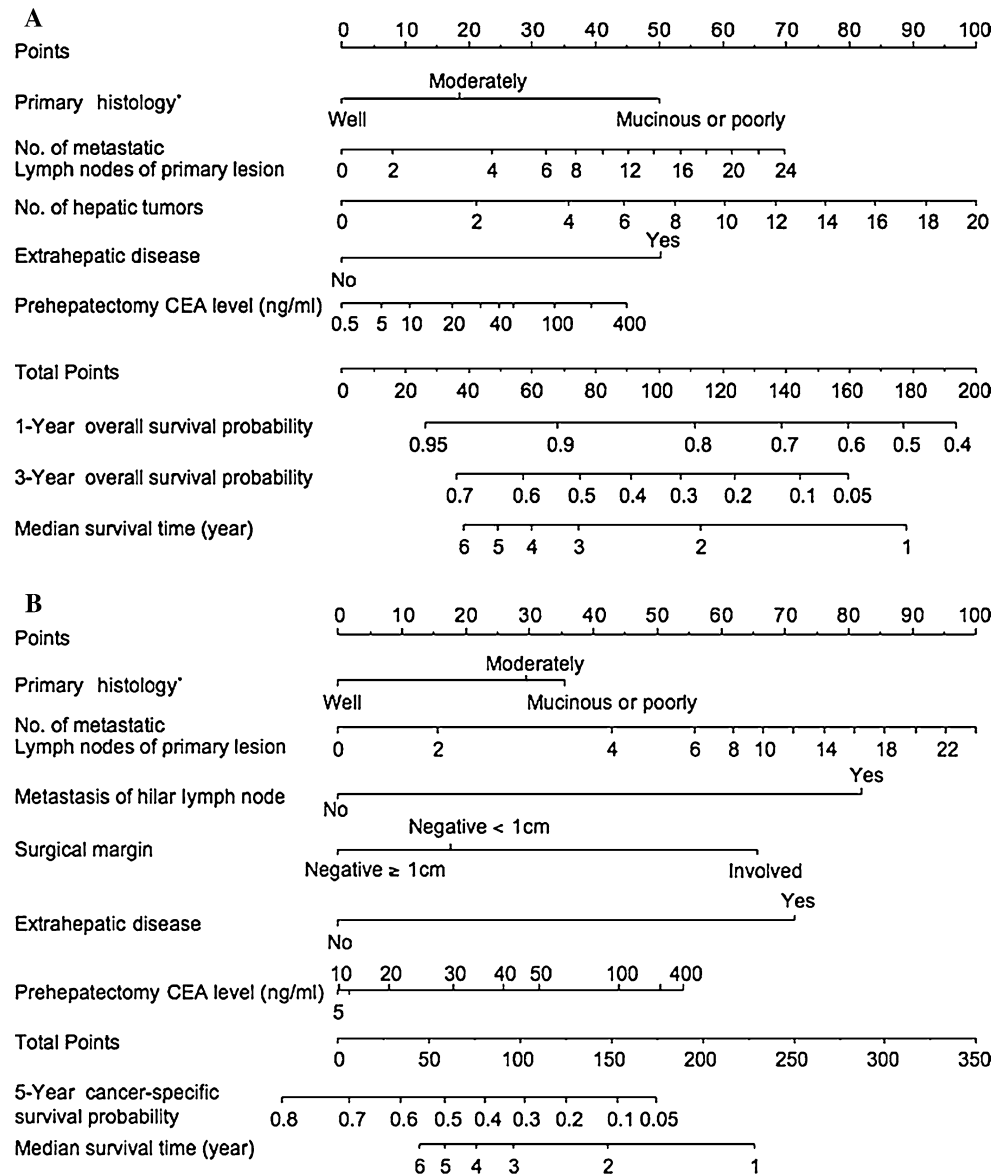 A
0 10 20 30 40 50 60 70 80 90 100
Points
Moderately
Primary histology*
Well Mucinous or poorly
No. of metastatic
Lymph nodes of primary lesion
0 2 4 6 8 12 16 20 24
No. of hepatic tumors
0 2 4 6 8 10 12 14 16 18 20
Yes
Extrahepatic disease
No
Prehepatectomy CEA level (ng/ml)
0.5 5 10 20 40 100 400
Total Points
0 20 40 60 80 100 120 140 160 180 200
1-Year overall survival probability
0.95 0.9 0.8 0.7 0.6 0.5 0.4
3-Year overall survival probability
0.7 0.6 0.5 0.4 0.3 0.2 0.1 0.05
Median survival time (year)
6 5 4 3 2 1
B
0 10 20 30 40 50 60 70 80 90 100
Points
Moderately
Primary histology*
Well Mucinous or poorly
No. of metastatic
Lymph nodes of primary lesion
0 2 4 6 8 10 14 18 22
Yes
Metastasis of hilar lymph node
No
Negative < 1cm
Surgical margin
Negative ≥ 1cm Involved
Yes
Extrahepatic disease
No
10 20 30 40 50 100 400
Prehepatectomy CEA level (ng/ml)
5
Total Points
0 50 100 150 200 250 300 350
5-Year cancer-specific
survival probability
0.8 0.7 0.6 0.5 0.4 0.3 0.2 0.1 0.05
Median survival time (year)
6 5 4 3 2 1